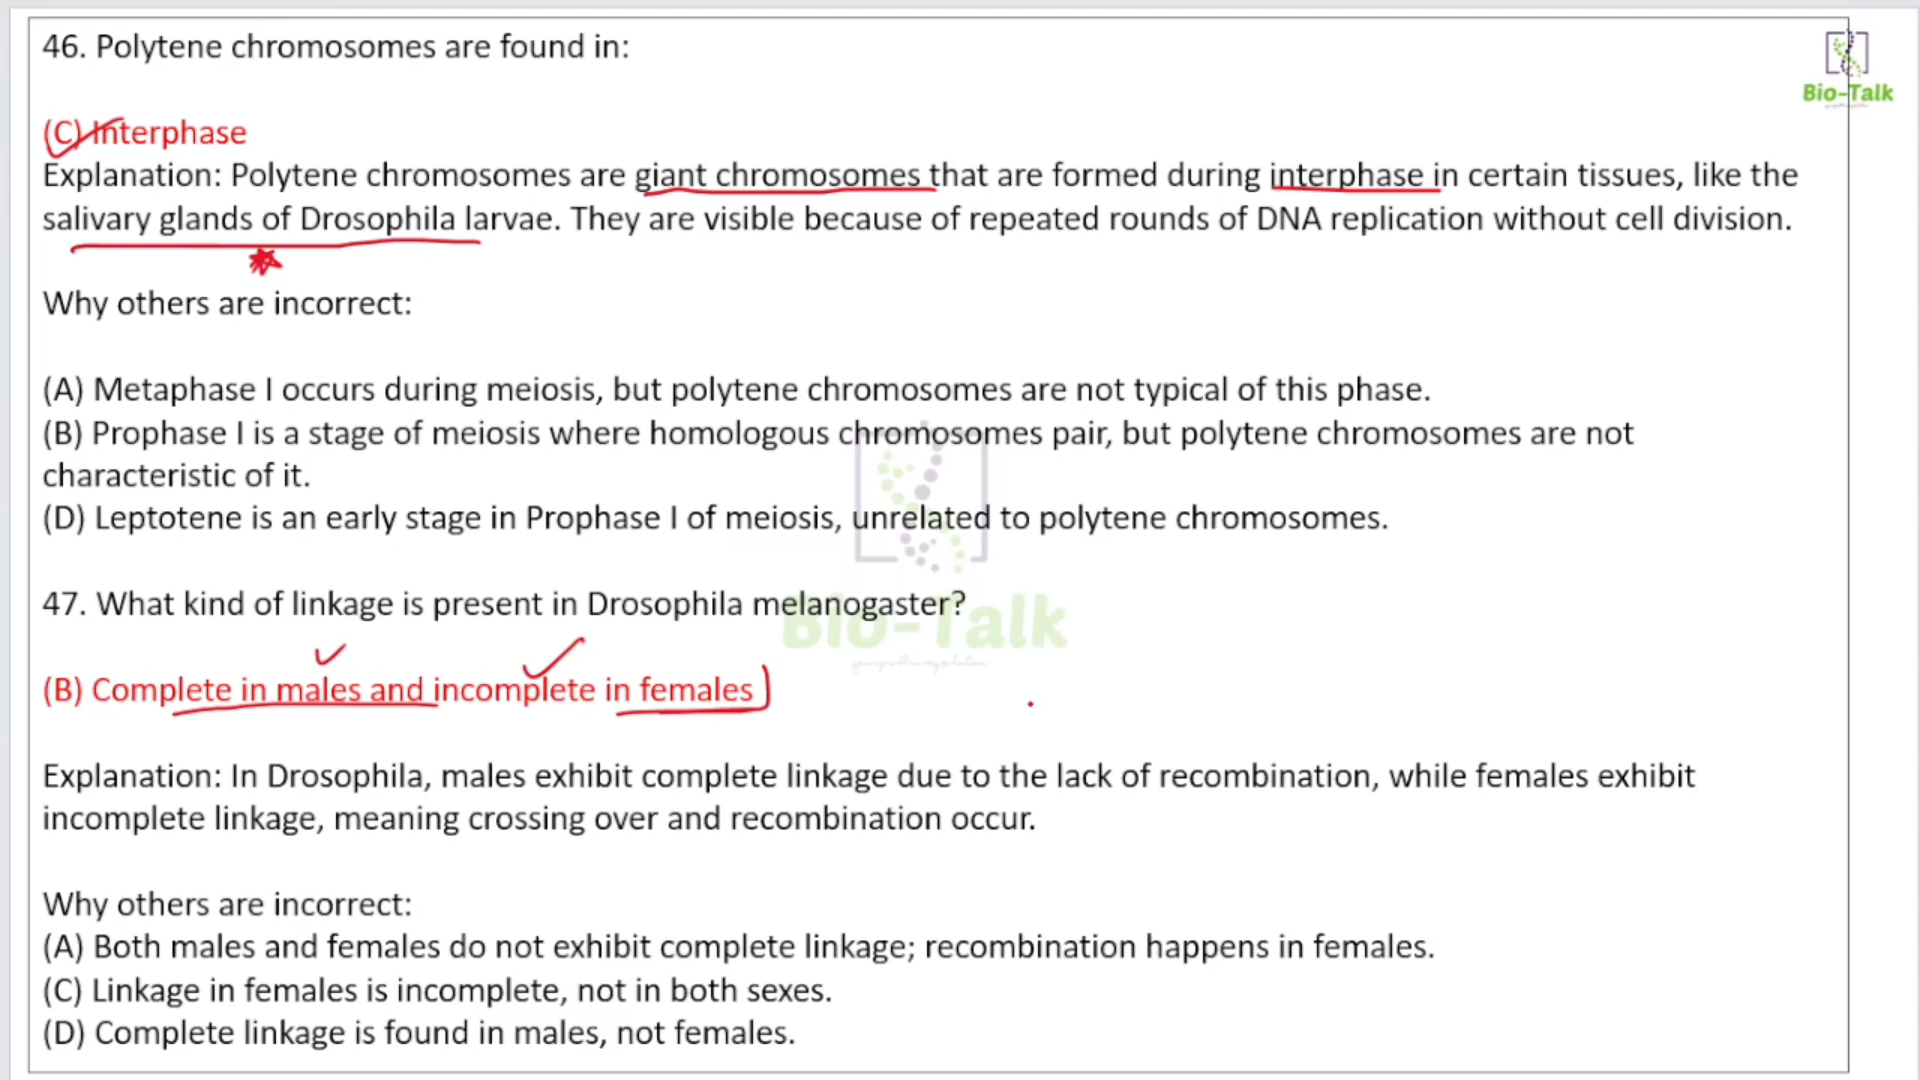 46. Polytene chromosomes are found in:
Bio-Talk
(C) Interphase
Explanation: Polytene chromosomes are giant chromosomes that are formed during interphase in certain tissues, like the
salivary glands of Drosophila larvae. They are visible because of repeated rounds of DNA replication without cell division.
Why others are incorrect:
(A) Metaphase I occurs during meiosis, but polytene chromosomes are not typical of this phase.
(B) Prophase I is a stage of meiosis where homologous chromosomes pair, but polytene chromosomes are not
characteristic of it.
(D) Leptotene is an early stage in Prophase I of meiosis, unrelated to polytene chromosomes.
47. What kind of linkage is present in Drosophila melanogaster?
Bio-Talk
(B) Complete in males and incomplete in females
Explanation: In Drosophila, males exhibit complete linkage due to the lack of recombination, while females exhibit
incomplete linkage, meaning crossing over and recombination occur.
Why others are incorrect:
(A) Both males and females do not exhibit complete linkage; recombination happens in females.
(C) Linkage in females is incomplete, not in both sexes.
(D) Complete linkage is found in males, not females.